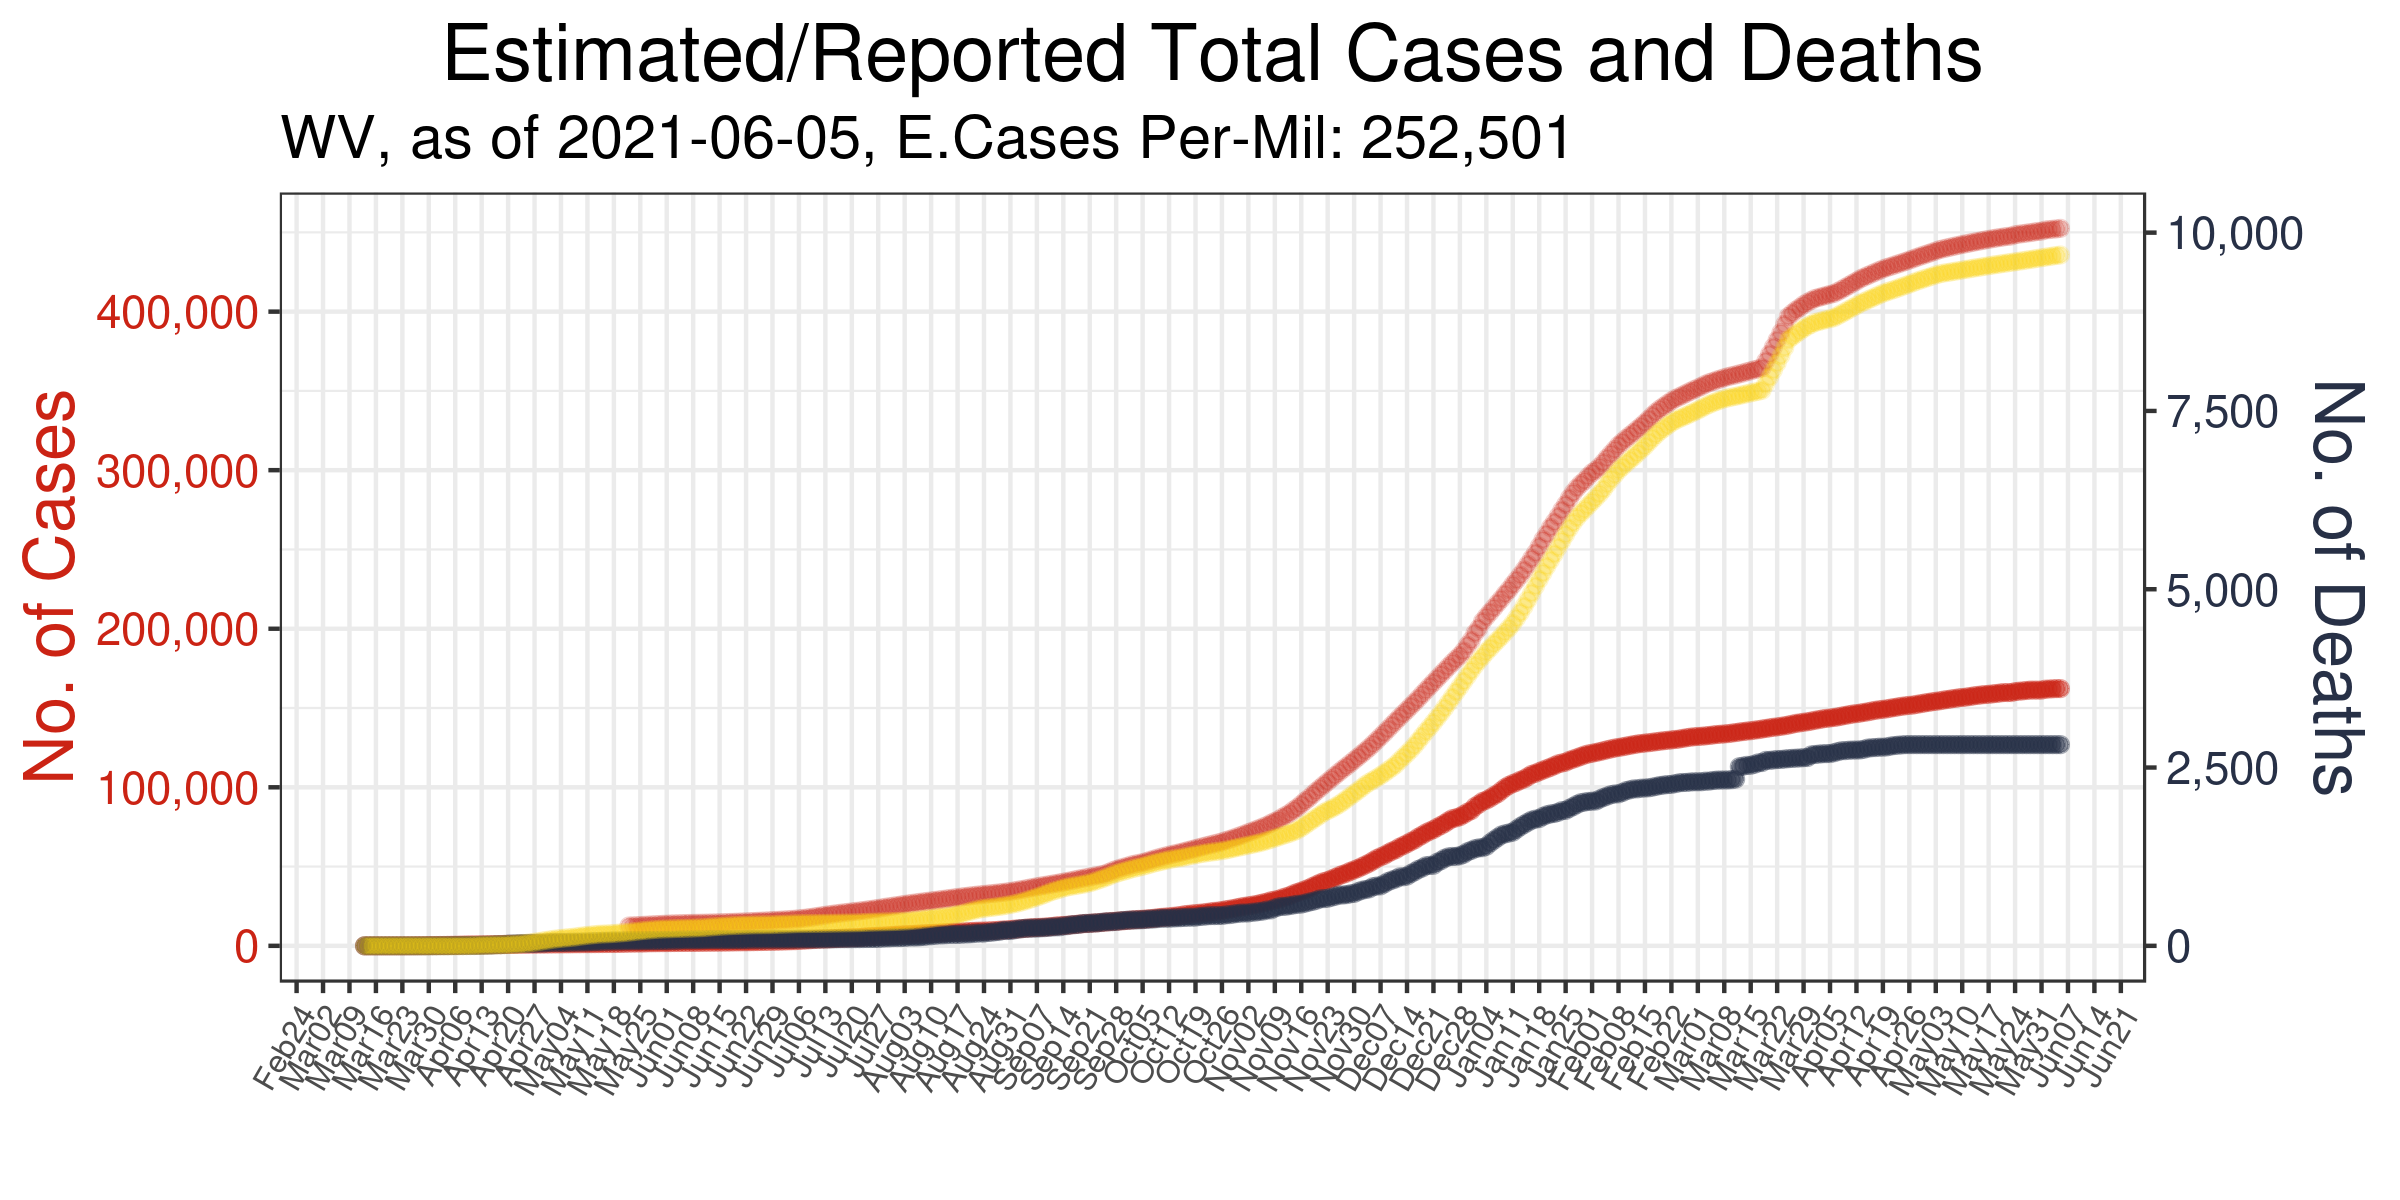 Estimated/Reported Total Cases and Deaths
WV, as of 2021-06-05, E.Cases Per-Mil: 252,501
No. of Cases
400,000
300,000
200,000
100,000
0
10,000
7,500
5,000
2,500
0
No. of Deaths
Feb24
Mar02
Mar09
Mar16
Mar23
Mar30
Apr06
Apr13
Apr20
Apr27
May04
May11
May18
May25
Jun01
Jun08
Jun15
Jun22
Jun29
Jul06
Jul13
Jul20
Jul27
Aug03
Aug10
Aug17
Aug24
Aug31
Sep07
Sep14
Sep21
Sep28
Oct05
Oct12
Oct19
Oct26
Nov02
Nov09
Nov16
Nov23
Nov30
Dec07
Dec14
Dec21
Dec28
Jan04
Jan11
Jan18
Jan25
Feb01
Feb08
Feb15
Feb22
Mar01
Mar08
Mar15
Mar22
Mar29
Apr05
Apr12
Apr19
Apr26
May03
May10
May17
May24
May31
Jun07
Jun14
Jun21